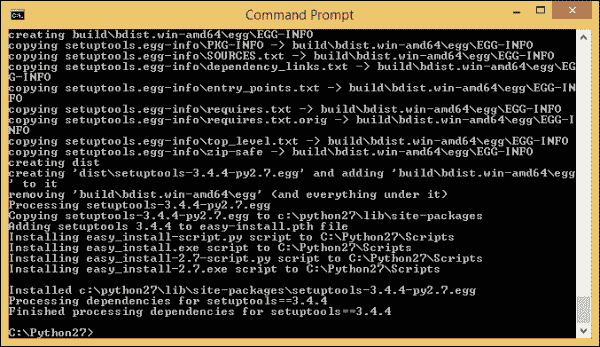 Command Prompt
creating build\bdist.win-amd64\egg\EGG-INFO
copying setuptools.egg-info\PKG-INFO -> build\bdist.win-amd64\egg\EGG-INFO
copying setuptools.egg-info\SOURCES.txt -> build\bdist.win-amd64\egg\EGG-INFO
copying setuptools.egg-info\dependency_links.txt -> build\bdist.win-amd64\egg\EG
G-INFO
copying setuptools.egg-info\entry_points.txt -> build\bdist.win-amd64\egg\EGG-IN
FO
copying setuptools.egg-info\requires.txt -> build\bdist.win-amd64\egg\EGG-INFO
copying setuptools.egg-info\requires.txt.orig -> build\bdist.win-amd64\egg\EGG-I
NFO
copying setuptools.egg-info\top_level.txt -> build\bdist.win-amd64\egg\EGG-INFO
copying setuptools.egg-info\zip-safe -> build\bdist.win-amd64\egg\EGG-INFO
creating dist
creating 'dist\setuptools-3.4.4-py2.7.egg' and adding 'build\bdist.win-amd64\egg
' to it
removing 'build\bdist.win-amd64\egg' (and everything under it)
Processing setuptools-3.4.4-py2.7.egg
Copying setuptools-3.4.4-py2.7.egg to c:\python27\lib\site-packages
Adding setuptools 3.4.4 to easy-install.pth file
Installing easy_install-script.py script to C:\Python27\Scripts
Installing easy_install.exe script to C:\Python27\Scripts
Installing easy_install-2.7-script.py script to C:\Python27\Scripts
Installing easy_install-2.7.exe script to C:\Python27\Scripts
Installed c:\python27\lib\site-packages\setuptools-3.4.4-py2.7.egg
Processing dependencies for setuptools==3.4.4
Finished processing dependencies for setuptools==3.4.4
C:\Python27>